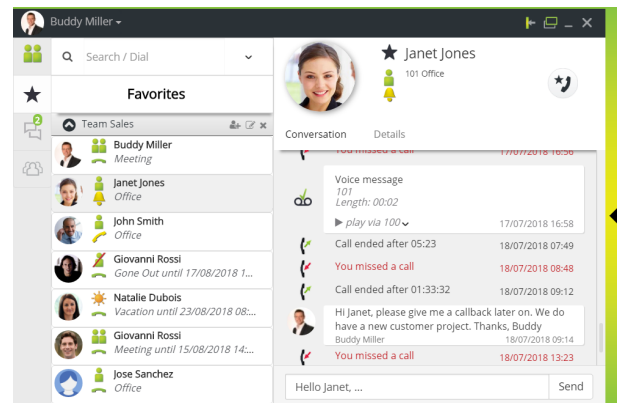 Buddy Miller
Search / Dial
Favorites
2
Team Sales
Buddy Miller
Meeting
Janet Jones
Office
John Smith
Office
Giovanni Rossi
Gone Out until 17/08/2018 1...
Natalie Dubois
Vacation until 23/08/2018 08:...
Giovanni Rossi
Meeting until 15/08/2018 14:...
Jose Sanchez
Office
Janet Jones
101 Office
Conversation Details
You missed a call 17/07/2018 16:56
Voice message
101
Length: 00:02
play via 100 17/07/2018 16:58
Call ended after 05:23 18/07/2018 07:49
You missed a call 18/07/2018 08:48
Call ended after 01:33:32 18/07/2018 09:12
Hi Janet, please give me a callback later on. We do
have a new customer project. Thanks, Buddy
Buddy Miller 18/07/2018 09:14
You missed a call 18/07/2018 13:23
Hello Janet, ... Send